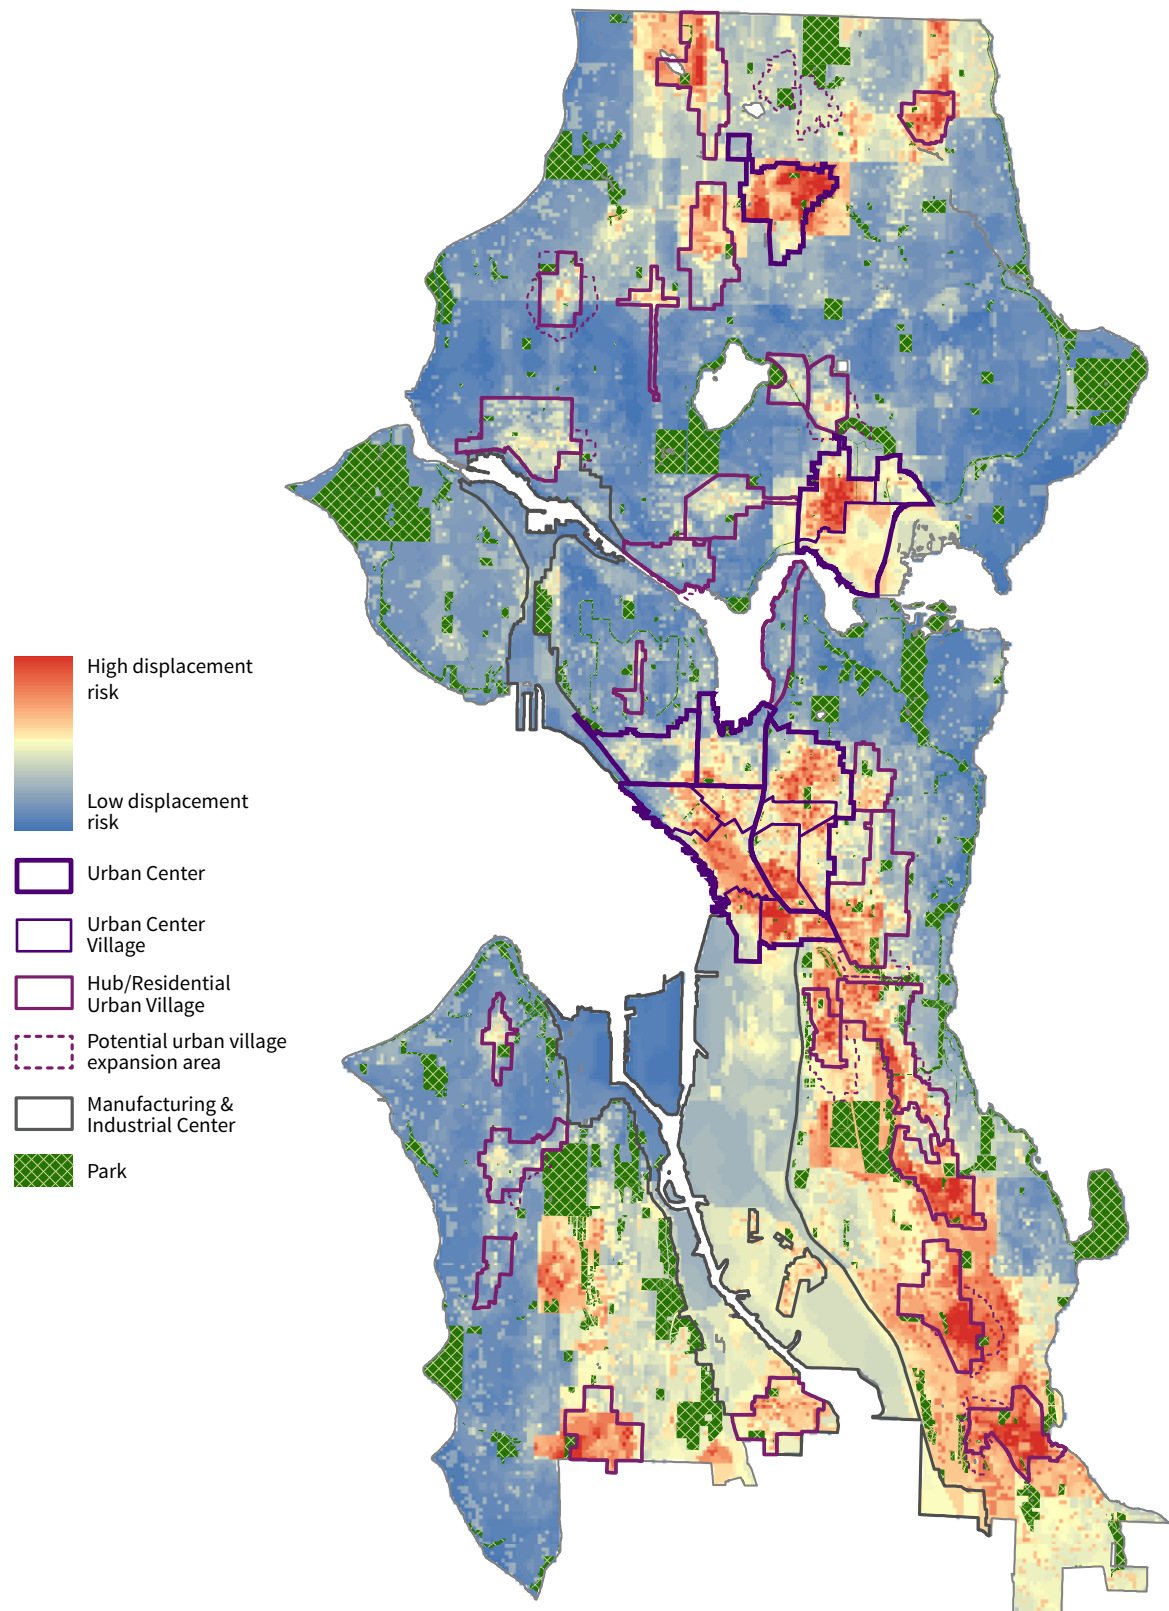 High displacement
risk
Low displacement
risk
Urban Center
Urban Center
Village
Hub/Residential
Urban Village
Potential urban village
expansion area
Manufacturing &
Industrial Center
Park